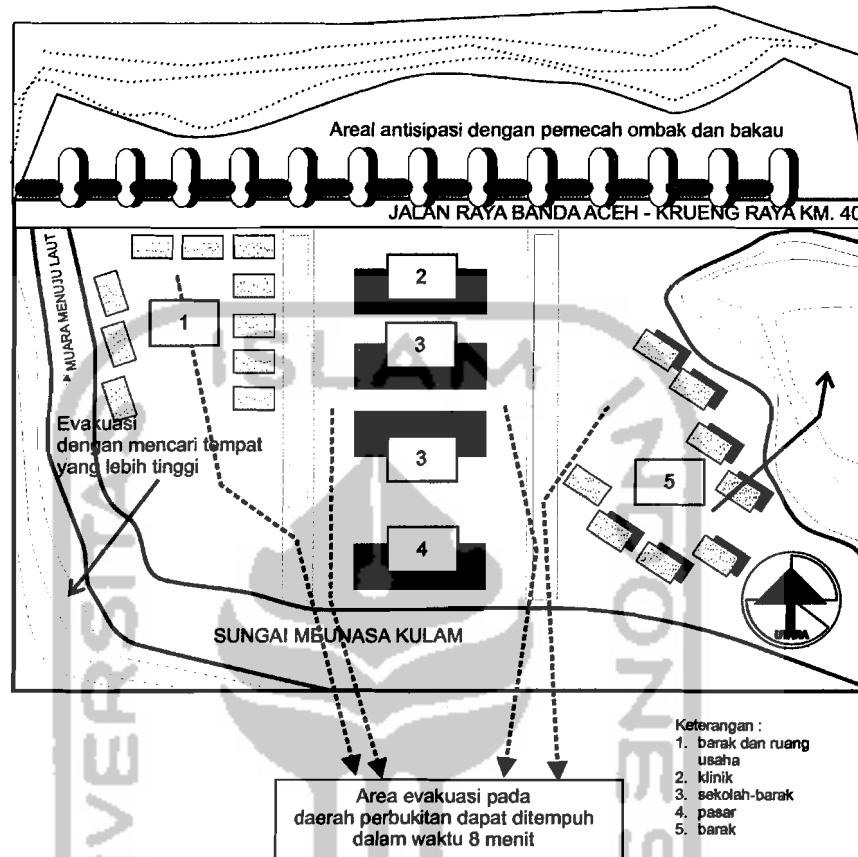 Areal antisipasi dengan pemecah ombak dan bakau
JALAN RAYA BANDA ACEH - KRUENG RAYA KM. 40
MUARA MENUJU LAUT
1
2
3
3
4
5
Evakuasi
dengan mencari tempat
yang lebih tinggi
SUNGAI MEUNASA KULAM
UTARA
Keterangan :
1. barak dan ruang
usaha
2. klinik
3. sekolah-barak
4. pasar
5. barak
Area evakuasi pada
daerah perbukitan dapat ditempuh
dalam waktu 8 menit
ISLAM